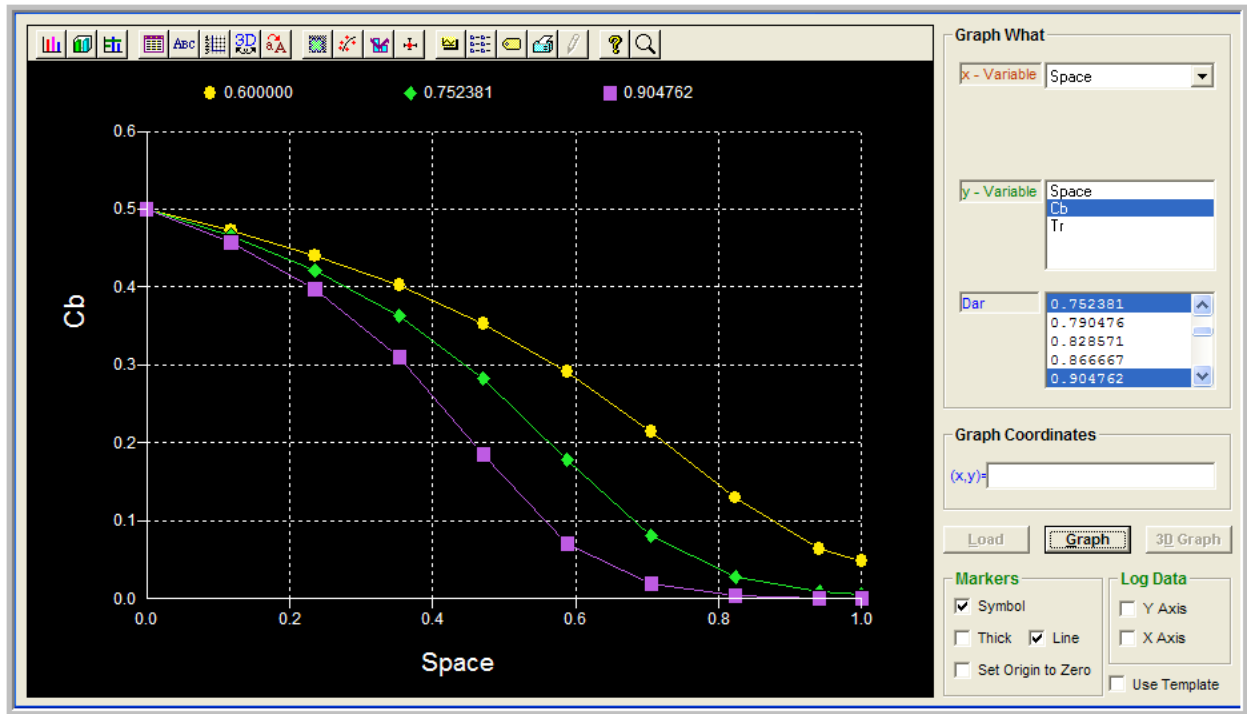 ABC 3D A A
0.600000 0.752381 0.904762
0.6
0.5
0.4
0.3
0.2
0.1
0.0
Cb
0.0 0.2 0.4 0.6 0.8 1.0
Space
Graph What
x - Variable Space
y - Variable Space
Cb
Tr
Dar 0.752381
0.790476
0.828571
0.866667
0.904762
Graph Coordinates
(x,y)=
Load Graph 3D Graph
Markers
Symbol
Thick Line
Set Origin to Zero
Log Data
Y Axis
X Axis
Use Template